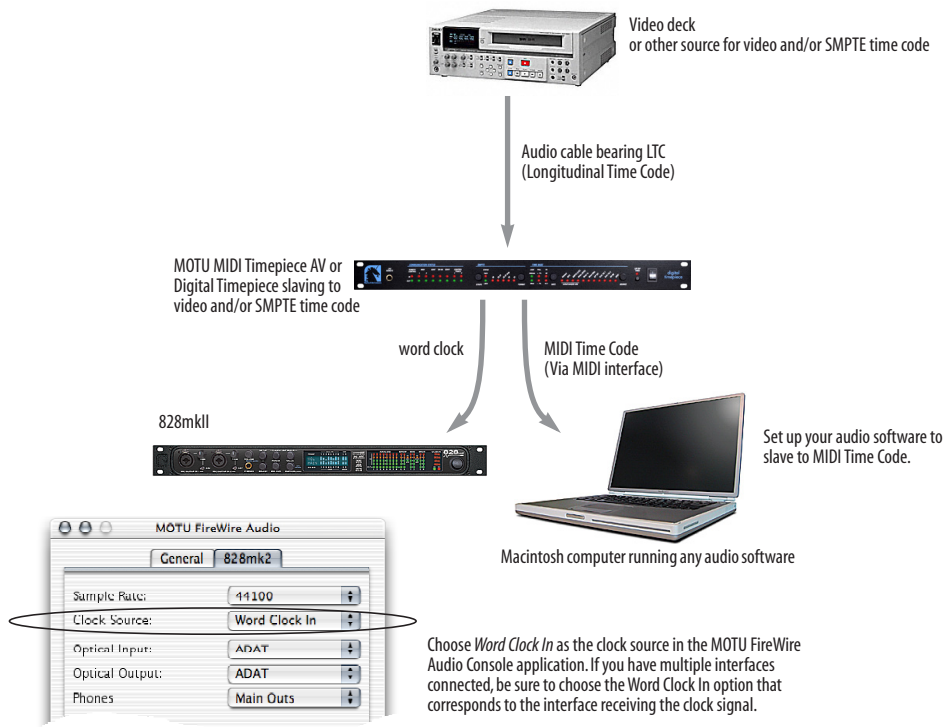 Video deck
or other source for video and/or SMPTE time code
Audio cable bearing LTC
(Longitudinal Time Code)
MOTU MIDI Timepiece AV or
Digital Timepiece slaving to
video and/or SMPTE time code
digital
timepiece
word clock
MIDI Time Code
(Via MIDI interface)
828mkII
828
Set up your audio software to
slave to MIDI Time Code.
Macintosh computer running any audio software
MOTU FireWire Audio
General 828mk2
Sample Rate: 44100
Clock Source: Word Clock In
Optical Input: ADAT
Optical Output: ADAT
Phones Main Outs
Choose Word Clock In as the clock source in the MOTU FireWire
Audio Console application. If you have multiple interfaces
connected, be sure to choose the Word Clock In option that
corresponds to the interface receiving the clock signal.